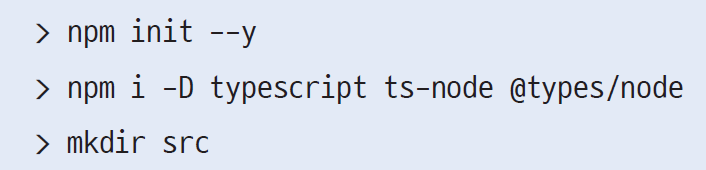 > npm init --y
> npm i -D typescript ts-node @types/node
> mkdir src